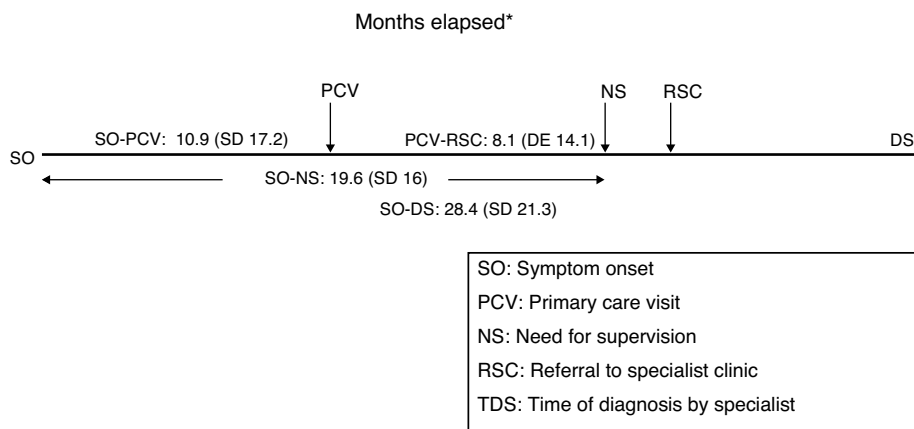 Months elapsed*
PCV NS RSC
SO-PCV: 10.9 (SD 17.2) PCV-RSC: 8.1 (DE 14.1) DS
SO
SO-NS: 19.6 (SD 16)
SO-DS: 28.4 (SD 21.3)
SO: Symptom onset
PCV: Primary care visit
NS: Need for supervision
RSC: Referral to specialist clinic
TDS: Time of diagnosis by specialist